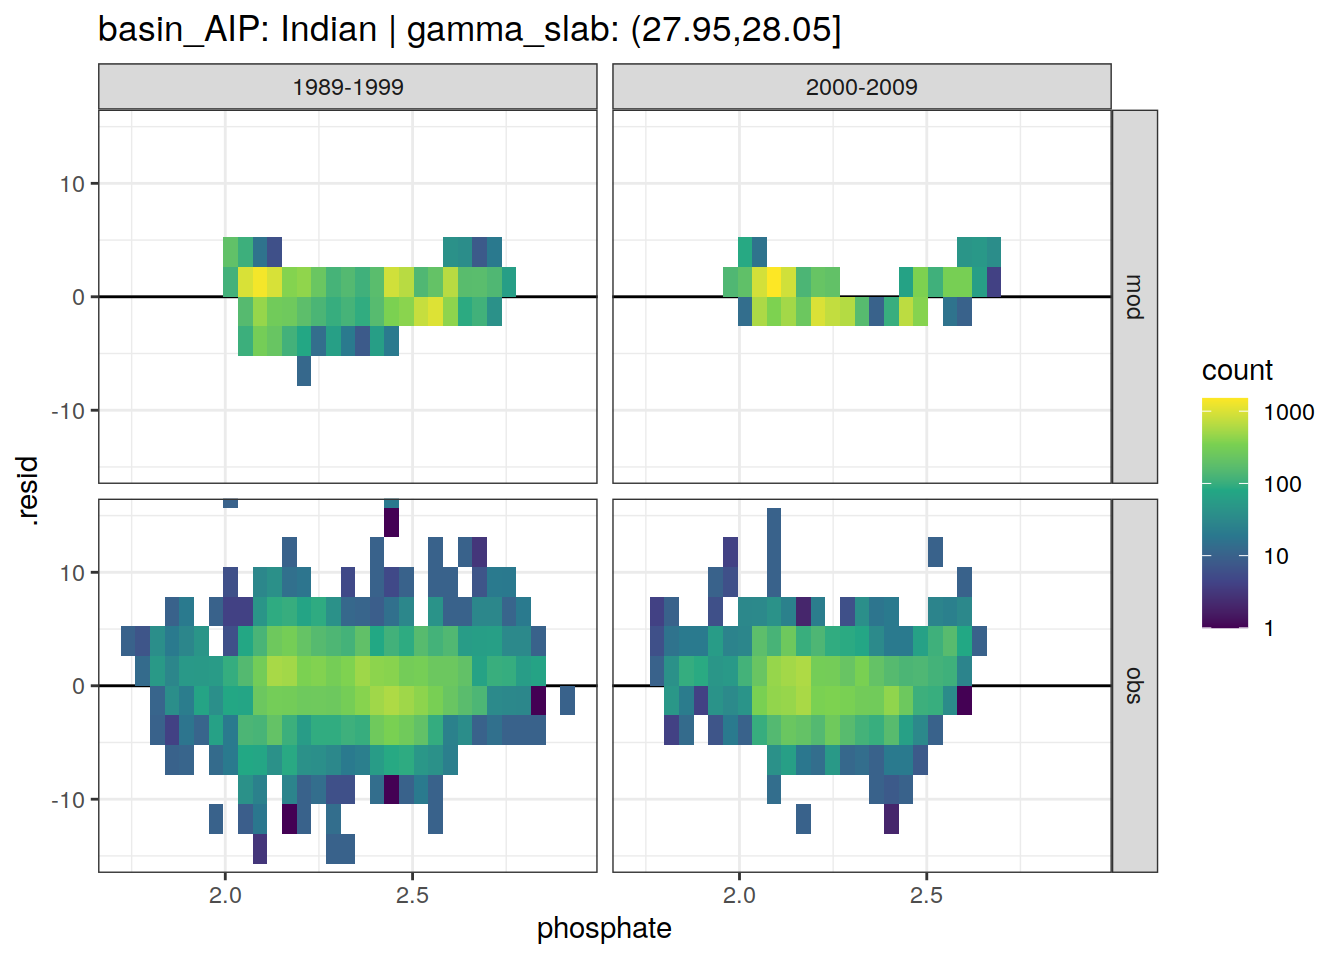 basin_AIP: Indian | gamma_slab: (27.95,28.05]
1989-1999
2000-2009
10
0
-10
mod
10
0
-10
obs
.resid
2.0
2.5
2.0
2.5
phosphate
count
1000
100
10
1